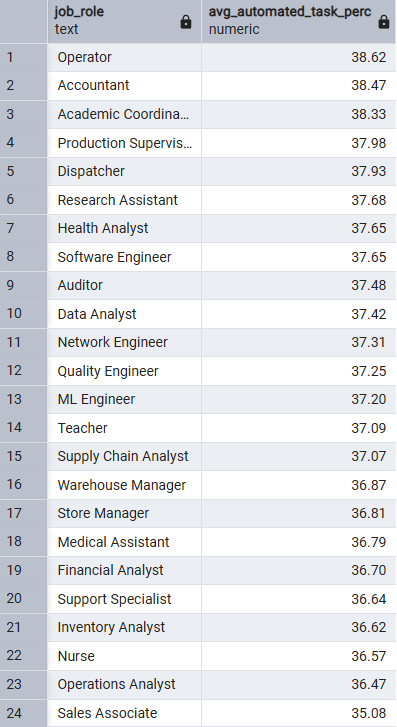 job_role avg_automated_task_perc
text numeric
1 Operator 38.62
2 Accountant 38.47
3 Academic Coordina... 38.33
4 Production Supervis... 37.98
5 Dispatcher 37.93
6 Research Assistant 37.68
7 Health Analyst 37.65
8 Software Engineer 37.65
9 Auditor 37.48
10 Data Analyst 37.42
11 Network Engineer 37.31
12 Quality Engineer 37.25
13 ML Engineer 37.20
14 Teacher 37.09
15 Supply Chain Analyst 37.07
16 Warehouse Manager 36.87
17 Store Manager 36.81
18 Medical Assistant 36.79
19 Financial Analyst 36.70
20 Support Specialist 36.64
21 Inventory Analyst 36.62
22 Nurse 36.57
23 Operations Analyst 36.47
24 Sales Associate 35.08